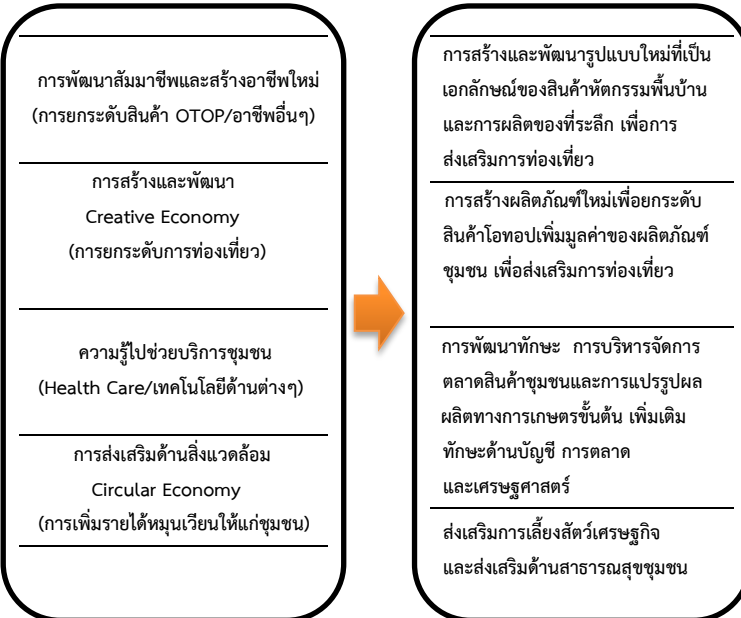 การพัฒนาสัมมาชีพและสร้างอาชีพใหม่
(การยกระดับสินค้า OTOP/อาชีพอื่นๆ)
การสร้างและพัฒนา
Creative Economy
(การยกระดับการท่องเที่ยว)
ความรู้ไปช่วยบริการชุมชน
(Health Care/เทคโนโลยีด้านต่างๆ)
การส่งเสริมด้านสิ่งแวดล้อม
Circular Economy
(การเพิ่มรายได้หมุนเวียนให้แก่ชุมชน)
การสร้างและพัฒนารูปแบบใหม่ที่เป็น
เอกลักษณ์ของสินค้าหัตกรรมพื้นบ้าน
และการผลิตของที่ระลึก เพื่อการ
ส่งเสริมการท่องเที่ยว
การสร้างผลิตภัณฑ์ใหม่เพื่อยกระดับ
สินค้าโอทอปเพิ่มมูลค่าของผลิตภัณฑ์
ชุมชน เพื่อส่งเสริมการท่องเที่ยว
การพัฒนาทักษะ การบริหารจัดการ
ตลาดสินค้าชุมชนและการแปรรูปผล
ผลิตทางการเกษตรขั้นต้น เพิ่มเติม
ทักษะด้านบัญชี การตลาด
และเศรษฐศาสตร์
ส่งเสริมการเลี้ยงสัตว์เศรษฐกิจ
และส่งเสริมด้านสาธารณสุขชุมชน